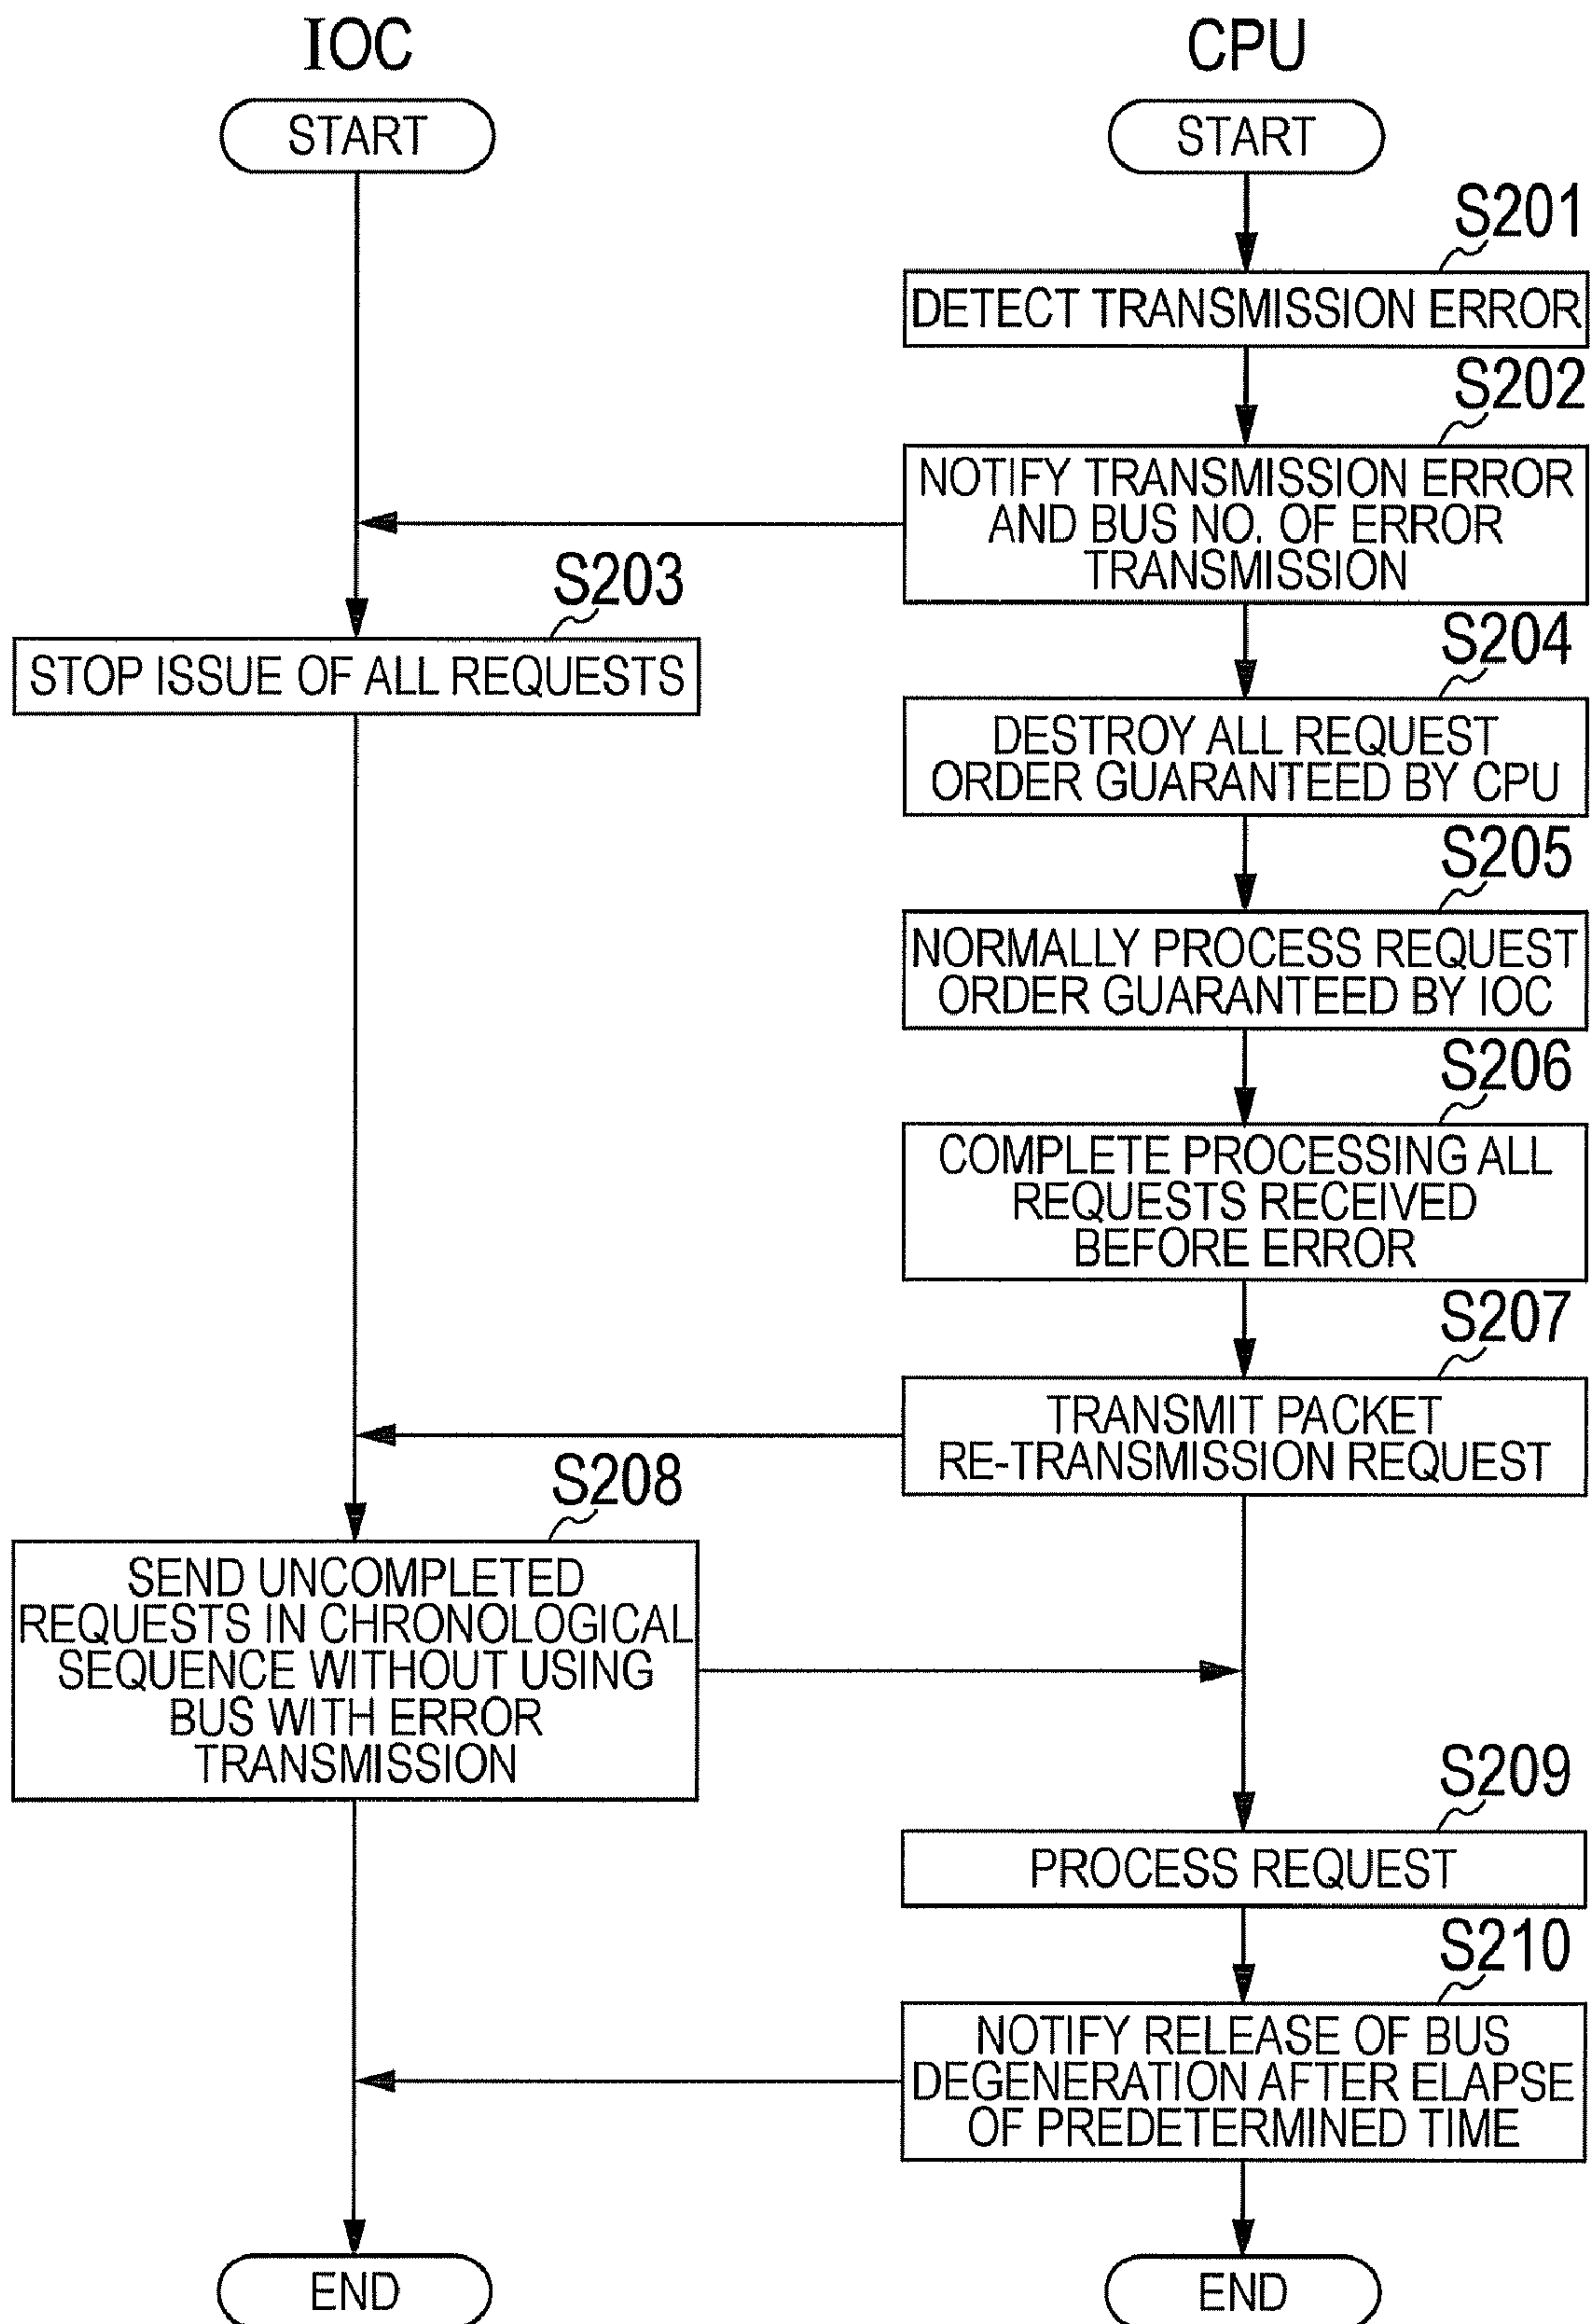 IOC
CPU
START
START
S201
DETECT TRANSMISSION ERROR
S202
NOTIFY TRANSMISSION ERROR
AND BUS NO. OF ERROR
TRANSMISSION
S203
STOP ISSUE OF ALL REQUESTS
S204
DESTROY ALL REQUEST
ORDER GUARANTEED BY CPU
S205
NORMALLY PROCESS REQUEST
ORDER GUARANTEED BY IOC
S206
COMPLETE PROCESSING ALL
REQUESTS RECEIVED
BEFORE ERROR
S207
TRANSMIT PACKET
RE-TRANSMISSION REQUEST
S208
SEND UNCOMPLETED
REQUESTS IN CHRONOLOGICAL
SEQUENCE WITHOUT USING
BUS WITH ERROR
TRANSMISSION
S209
PROCESS REQUEST
S210
NOTIFY RELEASE OF BUS
DEGENERATION AFTER ELAPSE
OF PREDETERMINED TIME
END
END